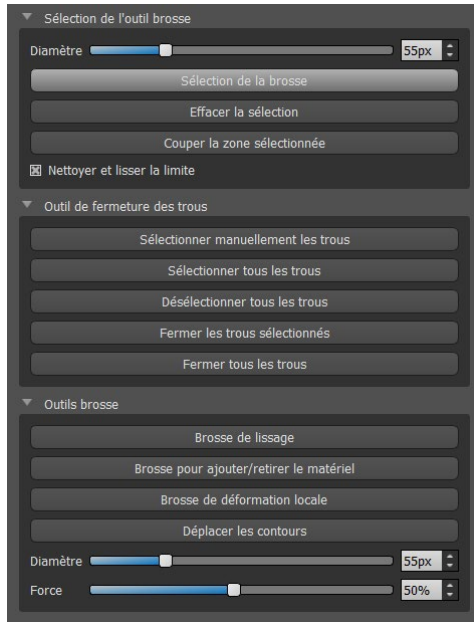 Sélection de l'outil brosse
Diamètre 55px
Sélection de la brosse
Effacer la sélection
Couper la zone sélectionnée
Nettoyer et lisser la limite
Outil de fermeture des trous
Sélectionner manuellement les trous
Sélectionner tous les trous
Désélectionner tous les trous
Fermer les trous sélectionnés
Fermer tous les trous
Outils brosse
Brosse de lissage
Brosse pour ajouter/retirer le matériel
Brosse de déformation locale
Déplacer les contours
Diamètre 55px
Force 50%